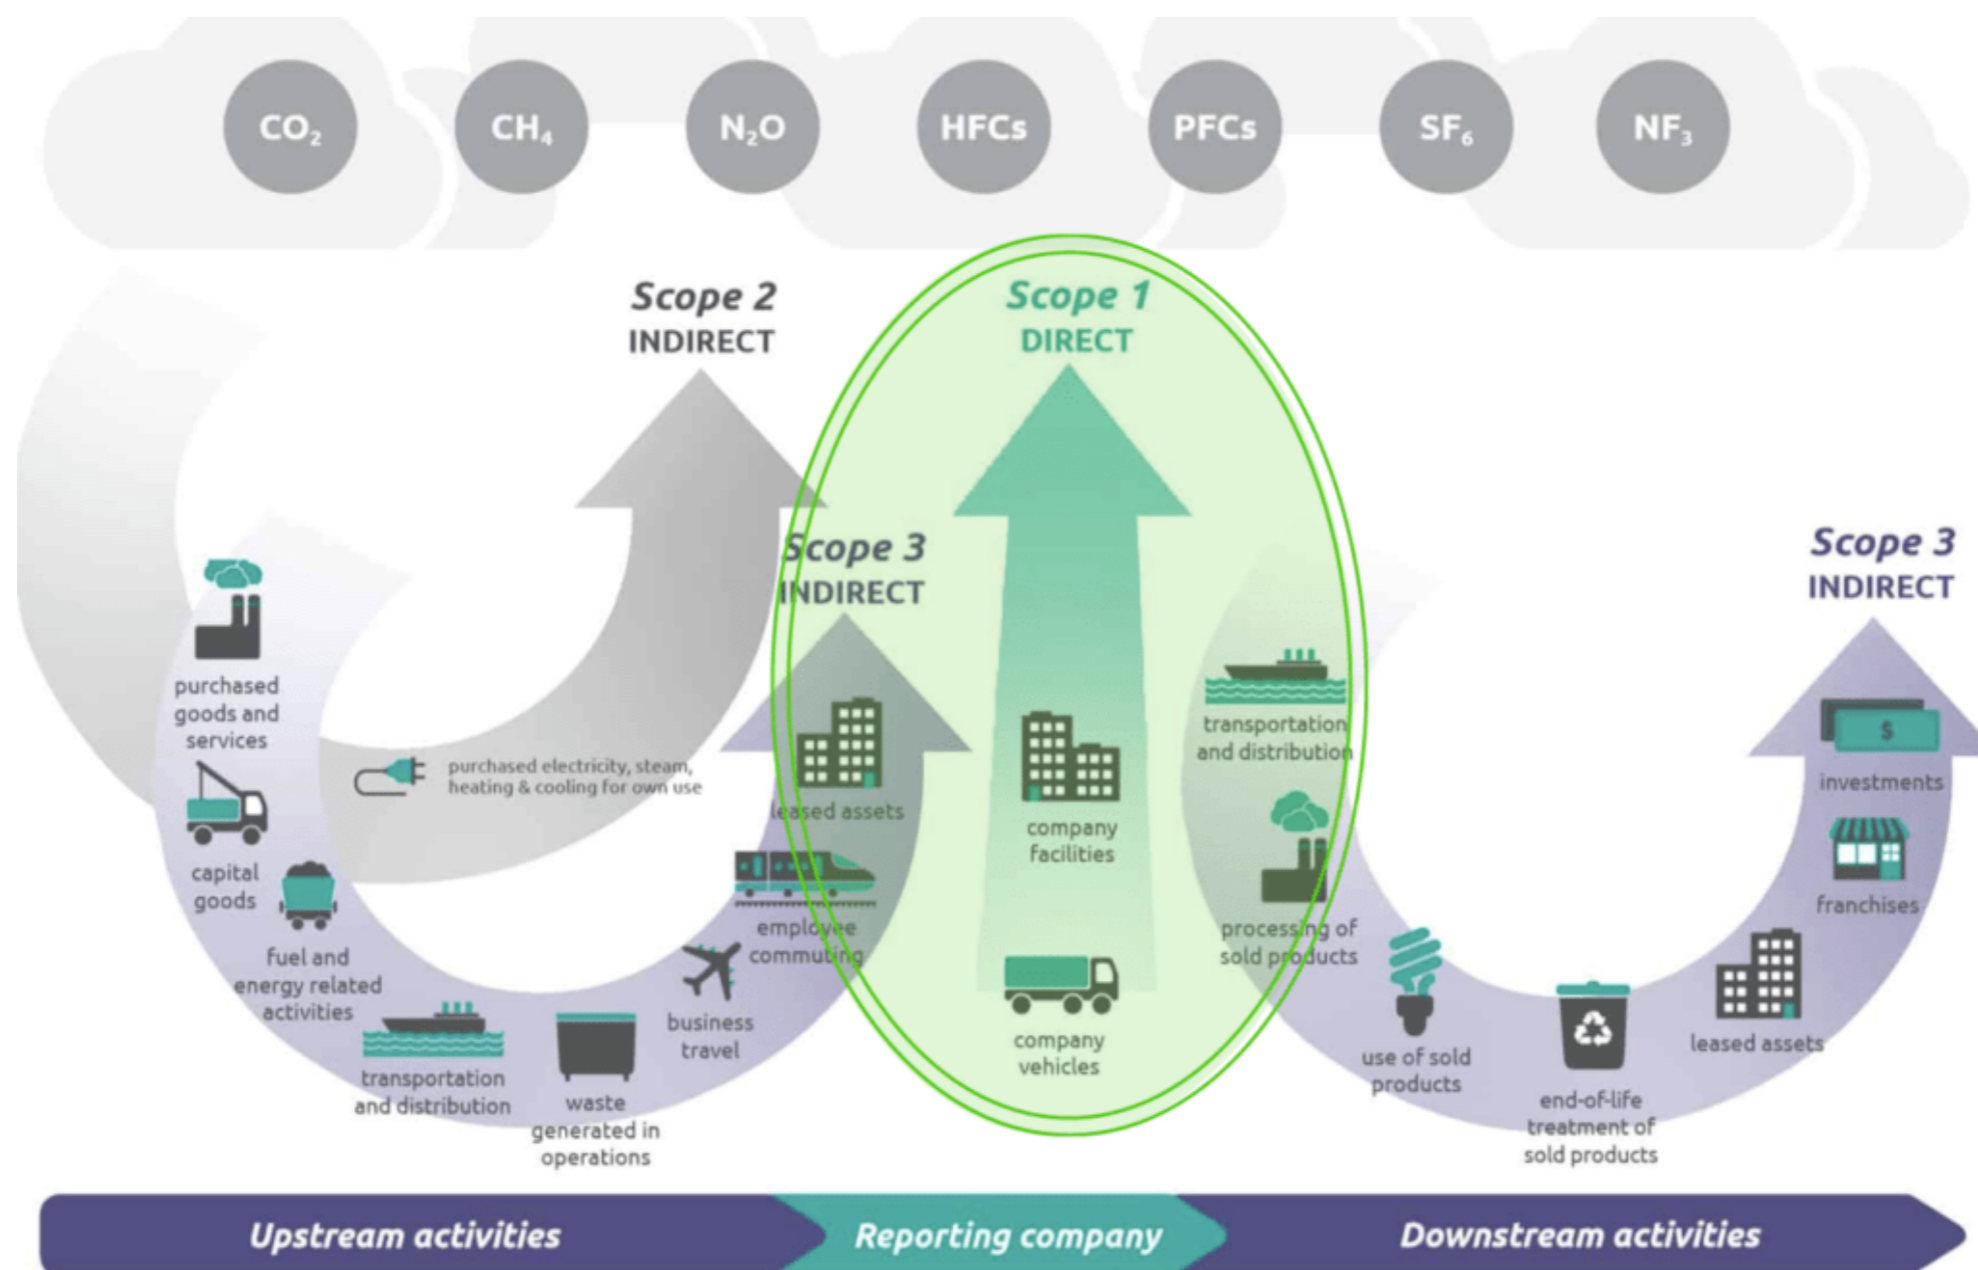 CO₂
CH₄
N₂O
HFCs
PFCs
SF₆
NF₃
Scope 2
INDIRECT
Scope 1
DIRECT
Scope 3
INDIRECT
Scope 3
INDIRECT
purchased
goods and
services
capital
goods
fuel and
energy related
activities
transportation
and distribution
waste
generated in
operations
business
travel
employee
commuting
leased assets
purchased electricity, steam,
heating & cooling for own use
company
facilities
company
vehicles
transportation
and distribution
processing of
sold products
use of sold
products
end-of-life
treatment of
sold products
leased assets
franchises
$
investments
Upstream activities
Reporting company
Downstream activities